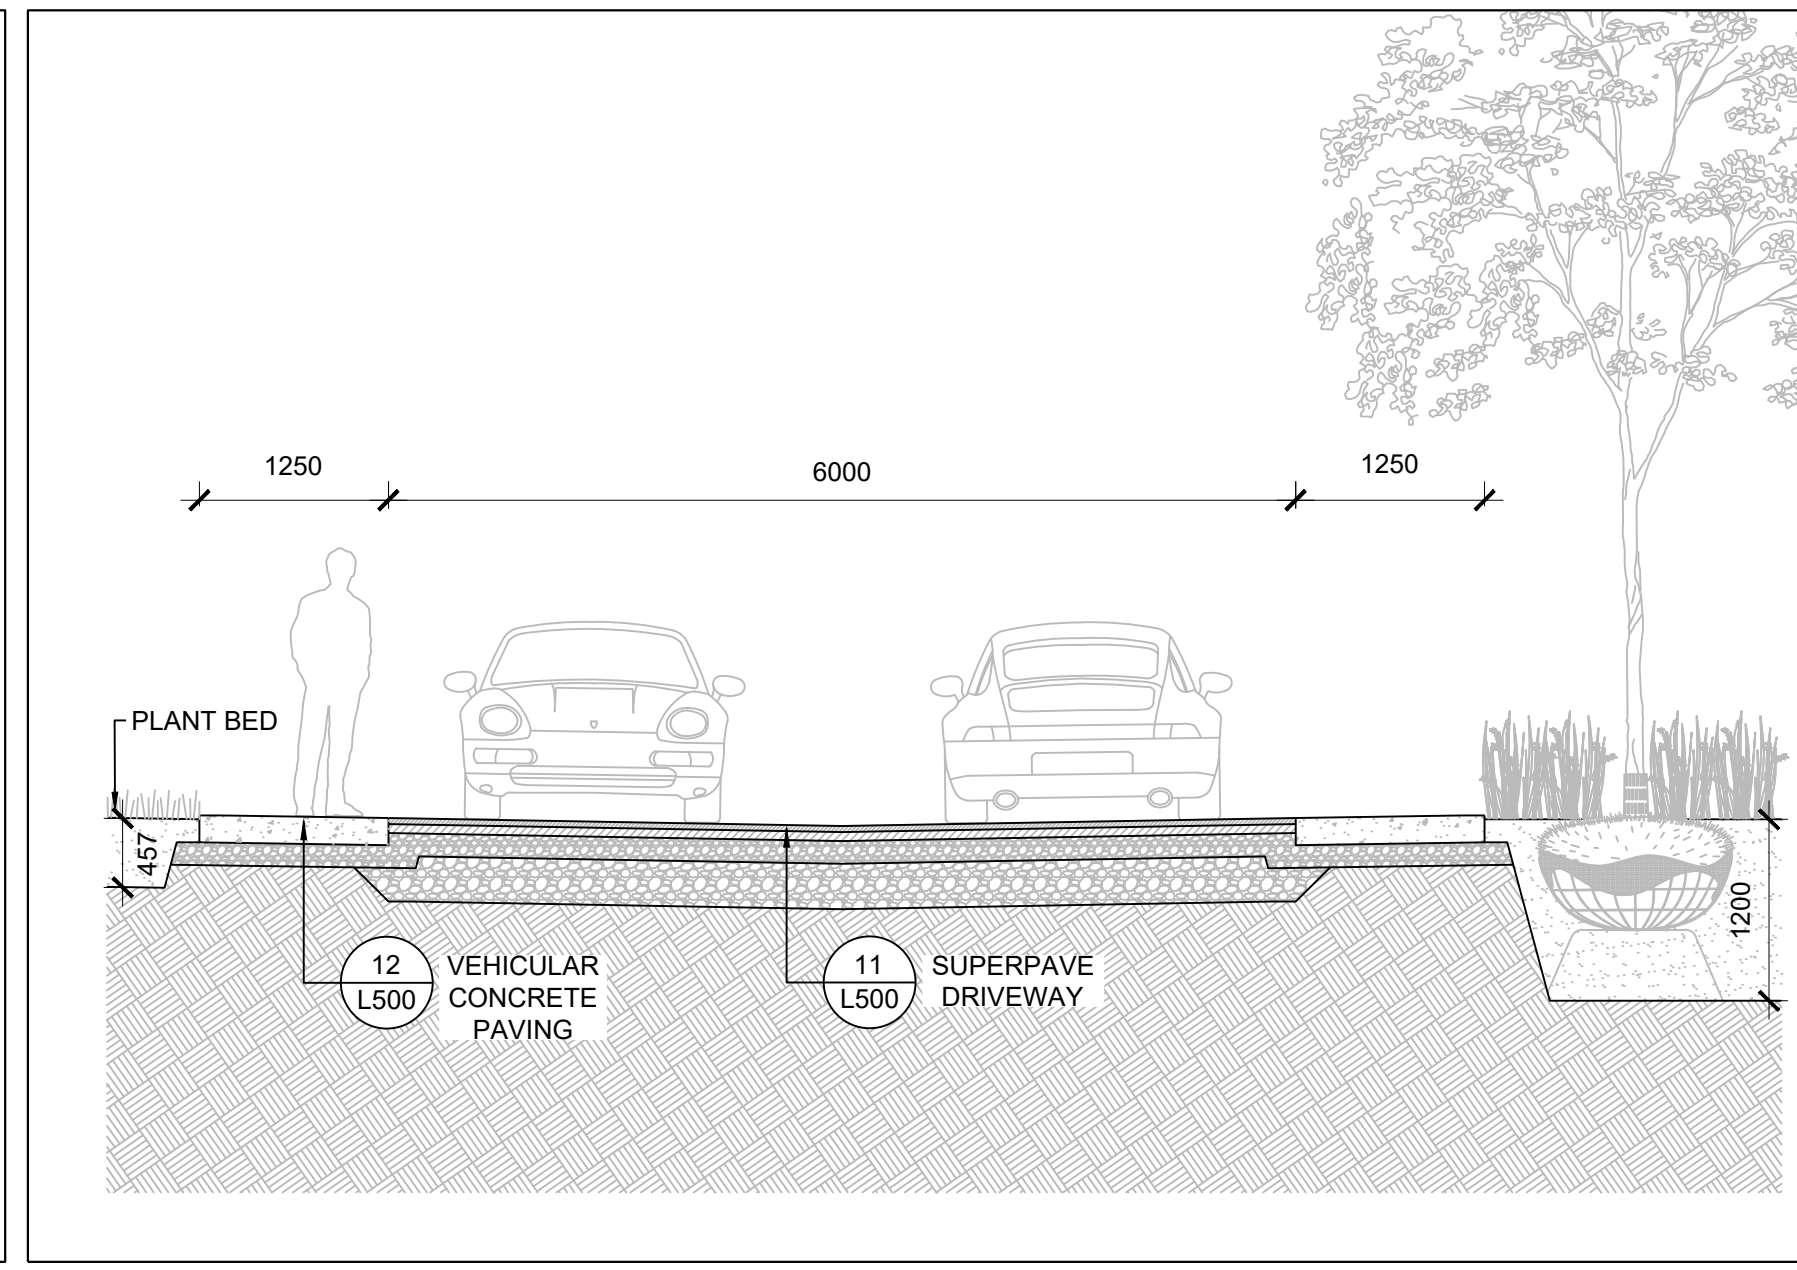 1250
6000
1250
PLANT BED
457
1200
12
L500
VEHICULAR
CONCRETE
PAVING
11
L500
SUPERPAVE
DRIVEWAY